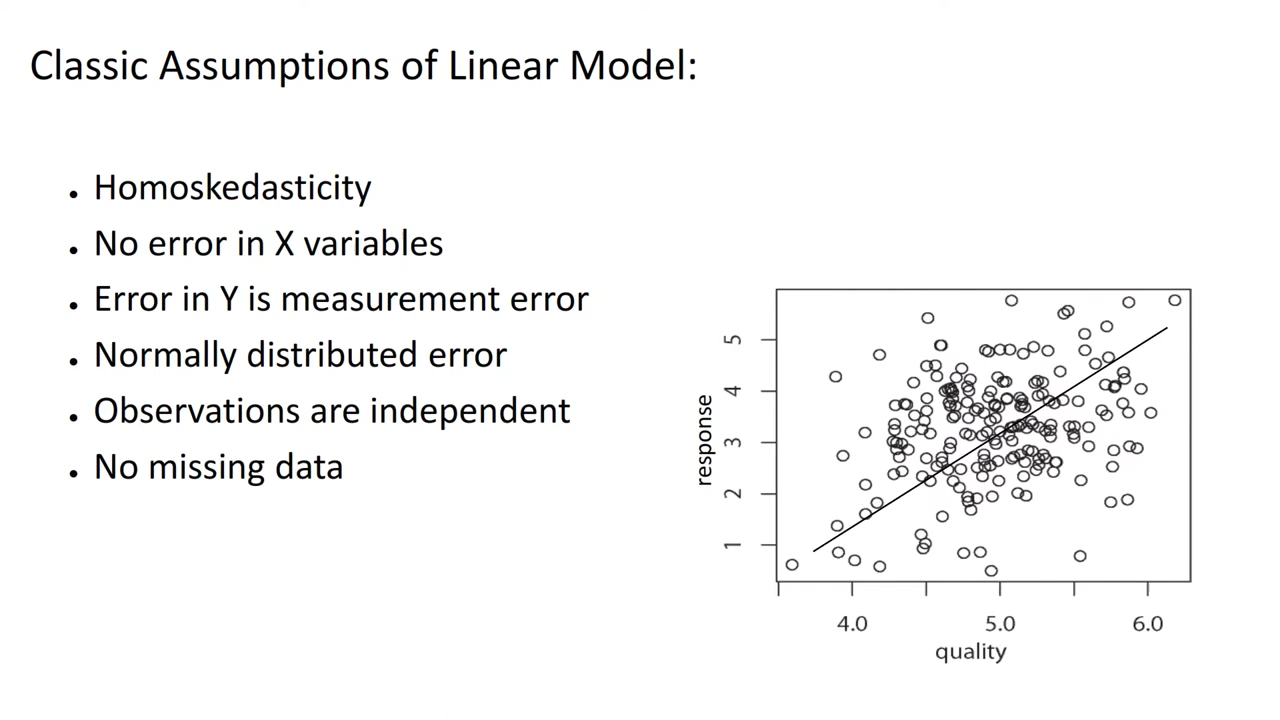 Classic Assumptions of Linear Model:
Homoskedasticity
No error in X variables
Error in Y is measurement error
Normally distributed error
Observations are independent
No missing data
response
5
4
3
2
1
4.0 5.0 6.0
quality